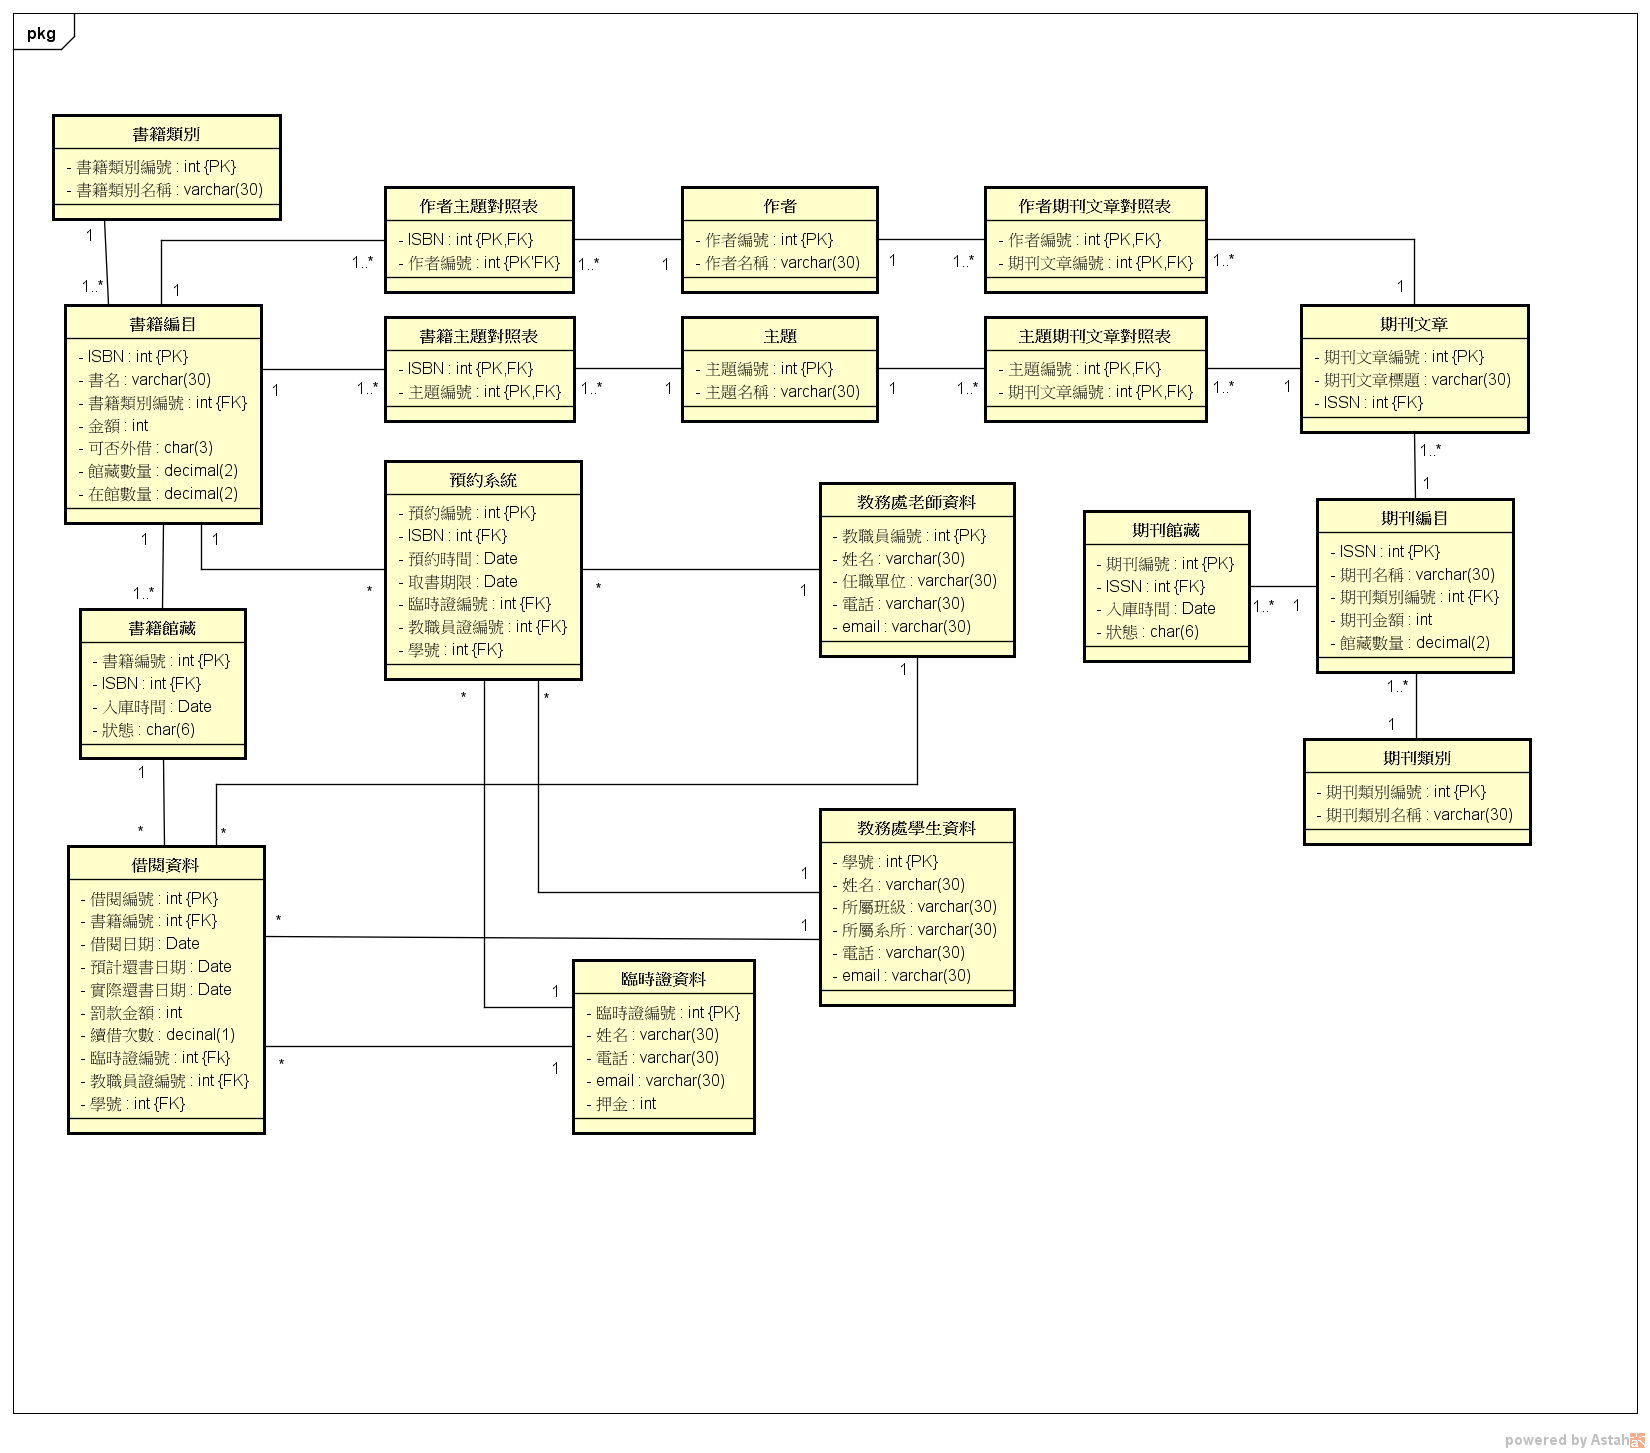 pkg
書籍類別
- 書籍類別編號 : int {PK}
- 書籍類別名稱 : varchar(30)
1
1..*
書籍編目
- ISBN : int {PK}
- 書名 : varchar(30)
- 書籍類別編號 : int {FK}
- 金額 : int
- 可否外借 : char(3)
- 館藏數量 : decimal(2)
- 在館數量 : decimal(2)
1
1..*
作者主題對照表
- ISBN : int {PK,FK}
- 作者編號 : int {PK'FK}
1..*
1
作者
- 作者編號 : int {PK}
- 作者名稱 : varchar(30)
1
1..*
作者期刊文章對照表
- 作者編號 : int {PK,FK}
- 期刊文章編號 : int {PK,FK}
1..*
1
1
1..*
書籍主題對照表
- ISBN : int {PK,FK}
- 主題編號 : int {PK,FK}
1..*
1
主題
- 主題編號 : int {PK}
- 主題名稱 : varchar(30)
1
1..*
主題期刊文章對照表
- 主題編號 : int {PK,FK}
- 期刊文章編號 : int {PK,FK}
1..*
1
期刊文章
- 期刊文章編號 : int {PK}
- 期刊文章標題 : varchar(30)
- ISSN : int {FK}
1..*
1
預約系統
- 預約編號 : int {PK}
- ISBN : int {FK}
- 預約時間 : Date
- 取書期限 : Date
- 臨時證編號 : int {FK}
- 教職員證編號 : int {FK}
- 學號 : int {FK}
1
*
*
1
教務處老師資料
- 教職員編號 : int {PK}
- 姓名 : varchar(30)
- 任職單位 : varchar(30)
- 電話 : varchar(30)
- email : varchar(30)
1
期刊館藏
- 期刊編號 : int {PK}
- ISSN : int {FK}
- 入庫時間 : Date
- 狀態 : char(6)
1..*
1
期刊編目
- ISSN : int {PK}
- 期刊名稱 : varchar(30)
- 期刊類別編號 : int {FK}
- 期刊金額 : int
- 館藏數量 : decimal(2)
1..*
1
期刊類別
- 期刊類別編號 : int {PK}
- 期刊類別名稱 : varchar(30)
1
1..*
書籍館藏
- 書籍編號 : int {PK}
- ISBN : int {FK}
- 入庫時間 : Date
- 狀態 : char(6)
1
*
*
*
*
借閱資料
- 借閱編號 : int {PK}
- 書籍編號 : int {FK}
- 借閱日期 : Date
- 預計還書日期 : Date
- 實際還書日期 : Date
- 罰款金額 : int
- 續借次數 : decinal(1)
- 臨時證編號 : int {Fk}
- 教職員證編號 : int {FK}
- 學號 : int {FK}
*
*
1
1
教務處學生資料
- 學號 : int {PK}
- 姓名 : varchar(30)
- 所屬班級 : varchar(30)
- 所屬系所 : varchar(30)
- 電話 : varchar(30)
- email : varchar(30)
1
1
臨時證資料
- 臨時證編號 : int {PK}
- 姓名 : varchar(30)
- 電話 : varchar(30)
- email : varchar(30)
- 押金 : int
powered by Astah